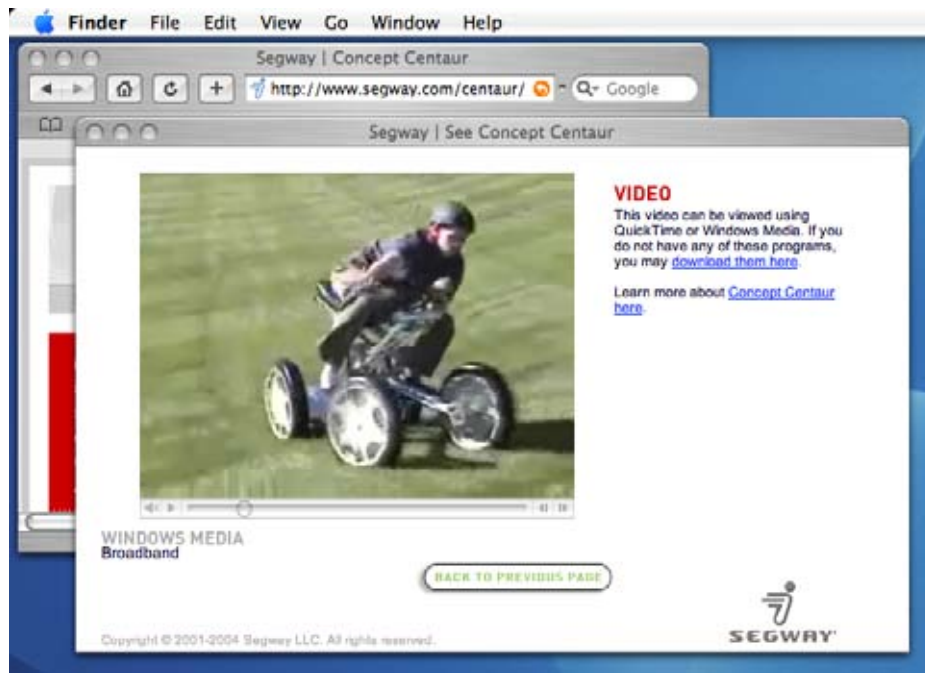 Finder File Edit View Go Window Help
Segway | Concept Centaur
http://www.segway.com/centaur/
Google
Segway | See Concept Centaur
VIDEO
This video can be viewed using
QuickTime or Windows Media. If you
do not have any of these programs,
you may download them here.
Learn more about Concept Centaur
here.
WINDOWS MEDIA
Broadband
BACK TO PREVIOUS PAGE
Copyright © 2001-2004 Segway LLC. All rights reserved.
SEGWAY